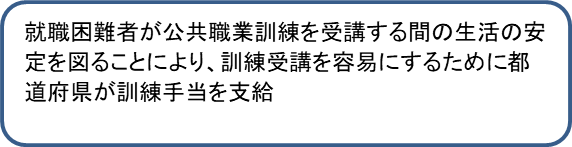 就職困難者が公共職業訓練を受講する間の生活の安
定を図ることにより、訓練受講を容易にするために都
道府県が訓練手当を支給